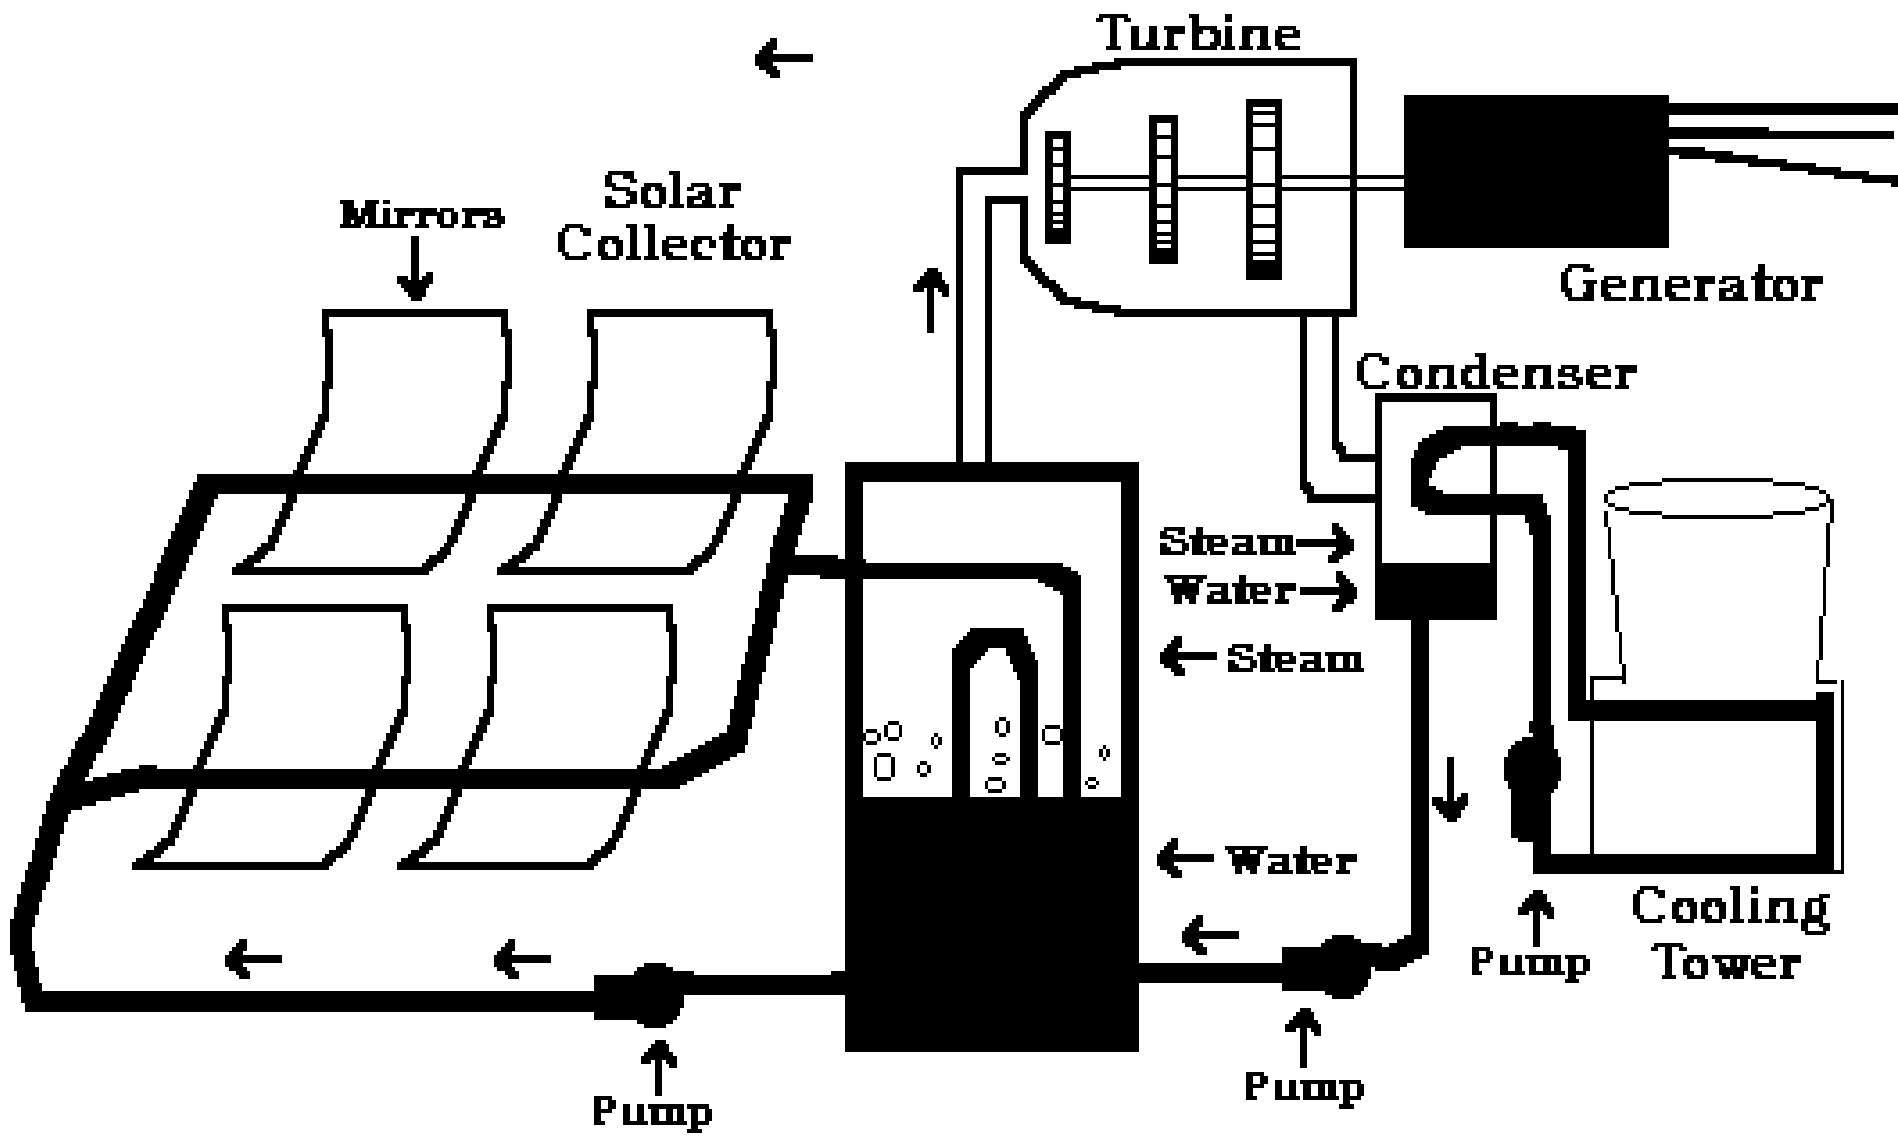 Turbine
Solar
Collector
Mirrors
Generator
Condenser
Steam
Water
Steam
Water
Cooling
Tower
Pump
Pump
Pump